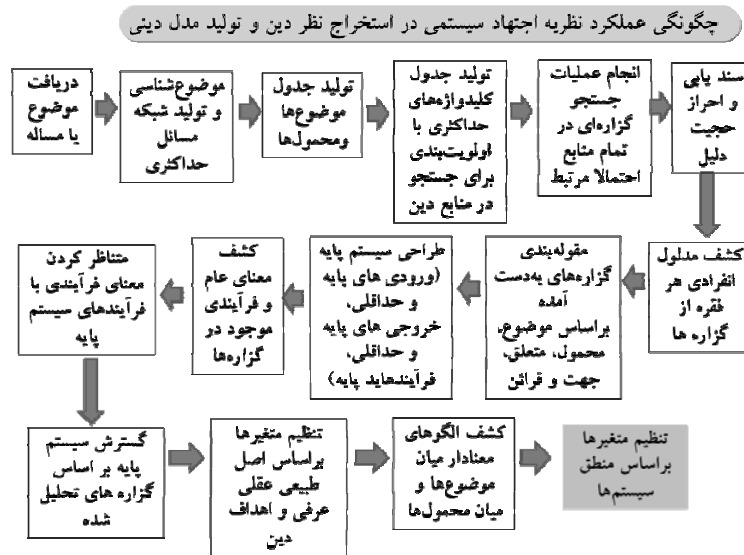 چگونگی عملکرد نظریه اجتهاد سیستمی در استخراج نظر دین و تولید مدل دینی
دریافت
موضوع
یا مساله
موضوع‌شناسی
و تولید شبکه
مسائل
حداکثری
تولید جدول
موضوع‌ها
ومحمول‌ها
تولید جدول
کلیدواژه‌های
حداکثری با
اولویت‌بندی
برای جستجو
در منابع دین
انجام عملیات
جستجو
گزاره‌ای در
تمام منابع
احتمالا مرتبط
سند یابی
و احراز
حجیت
دلیل
کشف مدلول
انفرادی هر
فقره از
گزاره ها
مقوله‌بندی
گزاره‌های به‌دست
آمده
براساس موضوع،
محمول، متعلق،
جهت و قرائن
طراحی سیستم پایه
(ورودی های پایه
و حداقلی،
خروجی های پایه
و حداقلی،
فرآیندهاید پایه)
کشف
معنای عام
و فرآیندی
موجود در
گزاره‌ها
متناظر کردن
معنای فرآیندی با
فرآیندهای سیستم
پایه
گسترش سیستم
پایه بر اساس
گزاره های تحلیل
شده
تنظیم متغیرها
براساس اصل
طبیعی عقلی
عرفی و اهداف
دین
کشف الگوهای
معنادار میان
موضوع‌ها و
میان محمول‌ها
تنظیم متغیرها
براساس منطق
سیستم‌ها